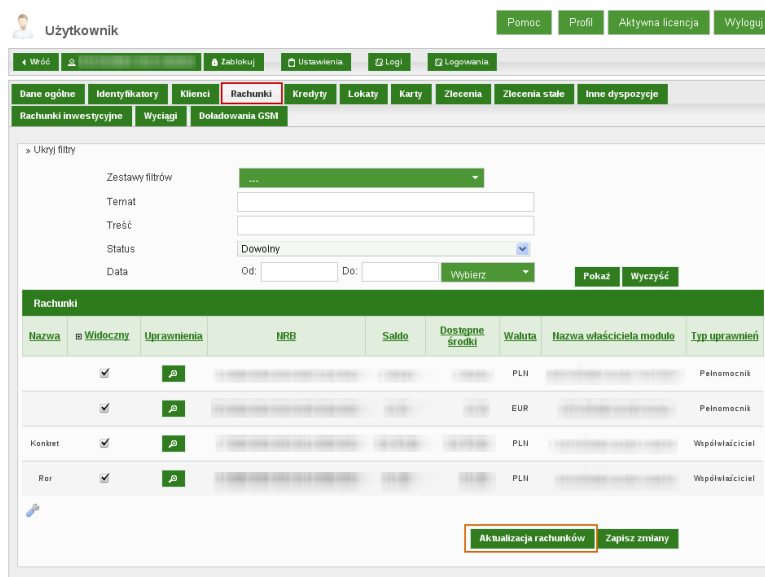 Użytkownik
Pomoc Profil Aktywna licencja Wyloguj
Wróć Zablokuj Ustawienia Logi Logowania
Dane ogólne Identyfikatory Klienci Rachunki Kredyty Lokaty Karty Zlecenia Zlecenia stałe Inne dyspozycje
Rachunki inwestycyjne Wyciągi Doładowania GSM
» Ukryj filtry
Zestawy filtrów ...
Temat
Treść
Status Dowolny
Data Od: Do: Wybierz Pokaż Wyczyść
Rachunki
Nazwa Widoczny Uprawnienia NRB Saldo Dostępne środki Waluta Nazwa właściciela modulo Typ uprawnień
PLN Pełnomocnik
EUR Pełnomocnik
Konkret PLN Współwłaściciel
Ror PLN Współwłaściciel
Aktualizacja rachunków Zapisz zmiany